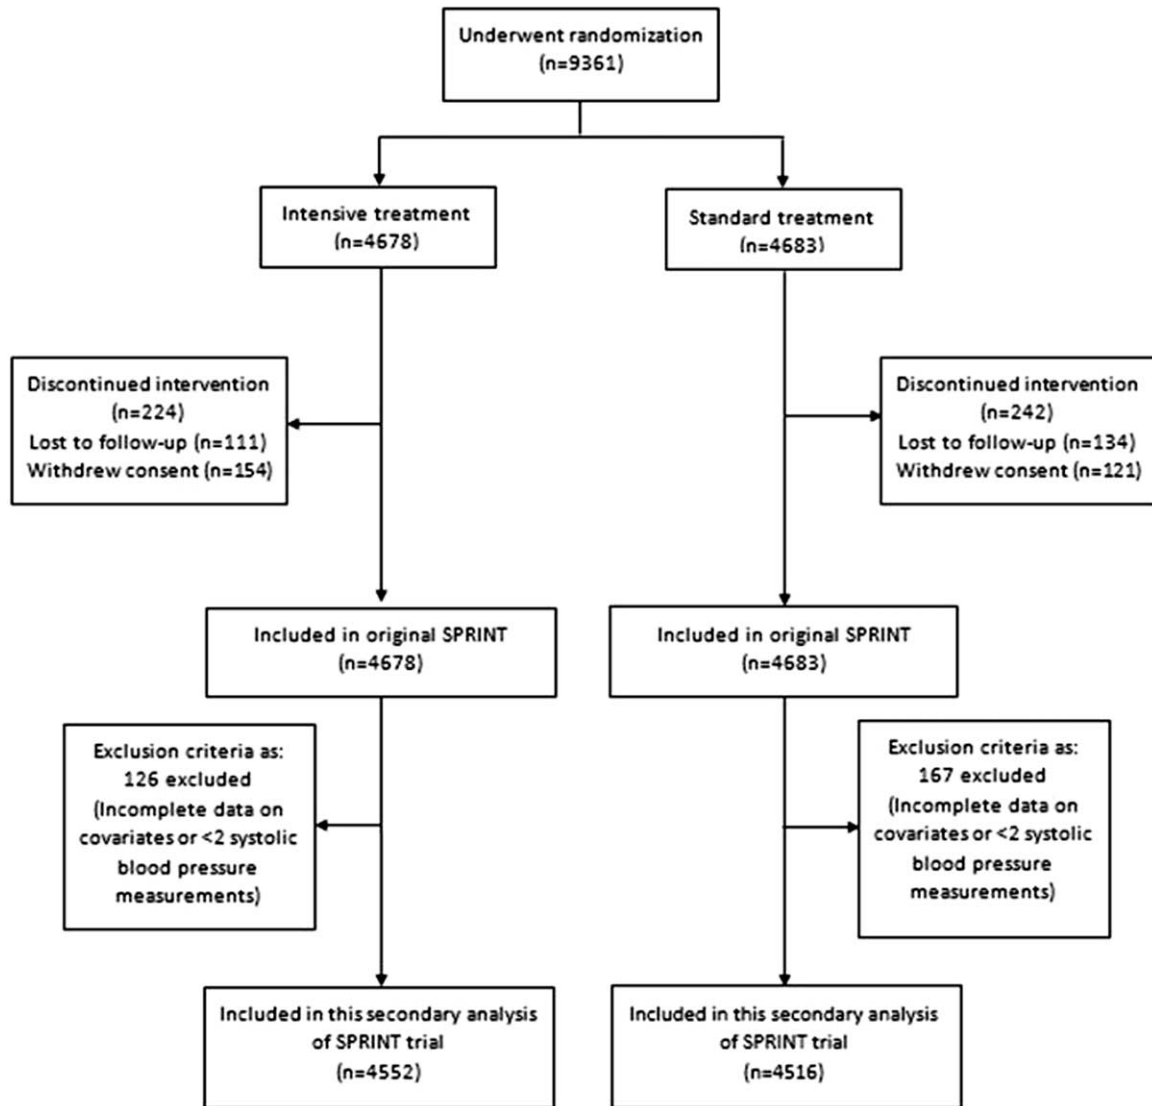 Underwent randomization
(n=9361)
Intensive treatment
(n=4678)
Standard treatment
(n=4683)
Discontinued intervention
(n=224)
Lost to follow-up (n=111)
Withdrew consent (n=154)
Discontinued intervention
(n=242)
Lost to follow-up (n=134)
Withdrew consent (n=121)
Included in original SPRINT
(n=4678)
Included in original SPRINT
(n=4683)
Exclusion criteria as:
126 excluded
(Incomplete data on
covariates or <2 systolic
blood pressure
measurements)
Exclusion criteria as:
167 excluded
(Incomplete data on
covariates or <2 systolic
blood pressure
measurements)
Included in this secondary analysis
of SPRINT trial
(n=4552)
Included in this secondary analysis
of SPRINT trial
(n=4516)